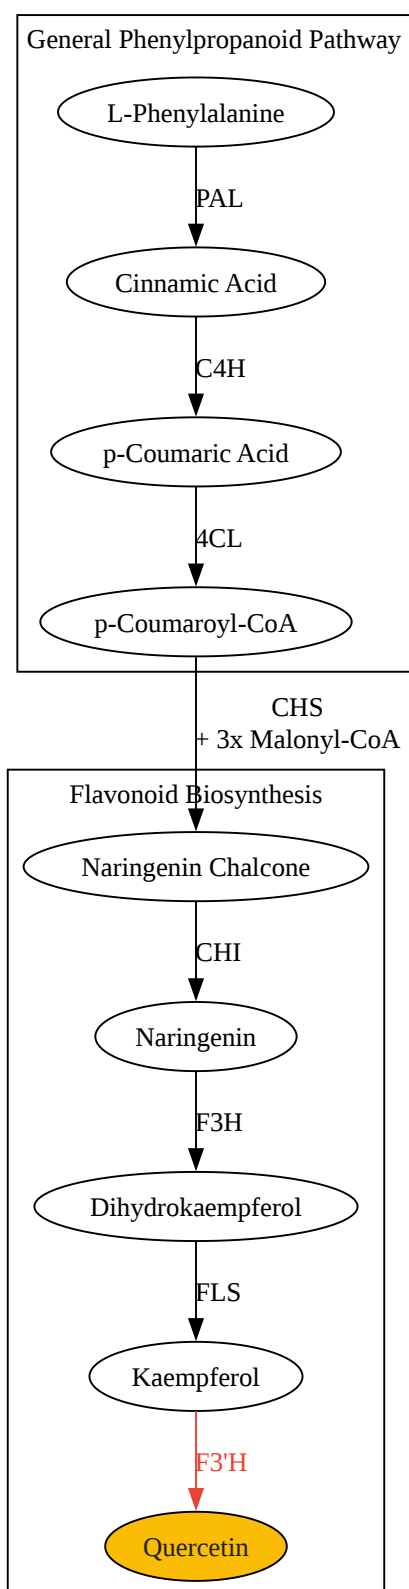 General Phenylpropanoid Pathway
L-Phenylalanine
PAL
Cinnamic Acid
C4H
p-Coumaric Acid
4CL
p-Coumaroyl-CoA
CHS
+ 3x Malonyl-CoA
Flavonoid Biosynthesis
Naringenin Chalcone
CHI
Naringenin
F3H
Dihydrokaempferol
FLS
Kaempferol
F3'H
Quercetin